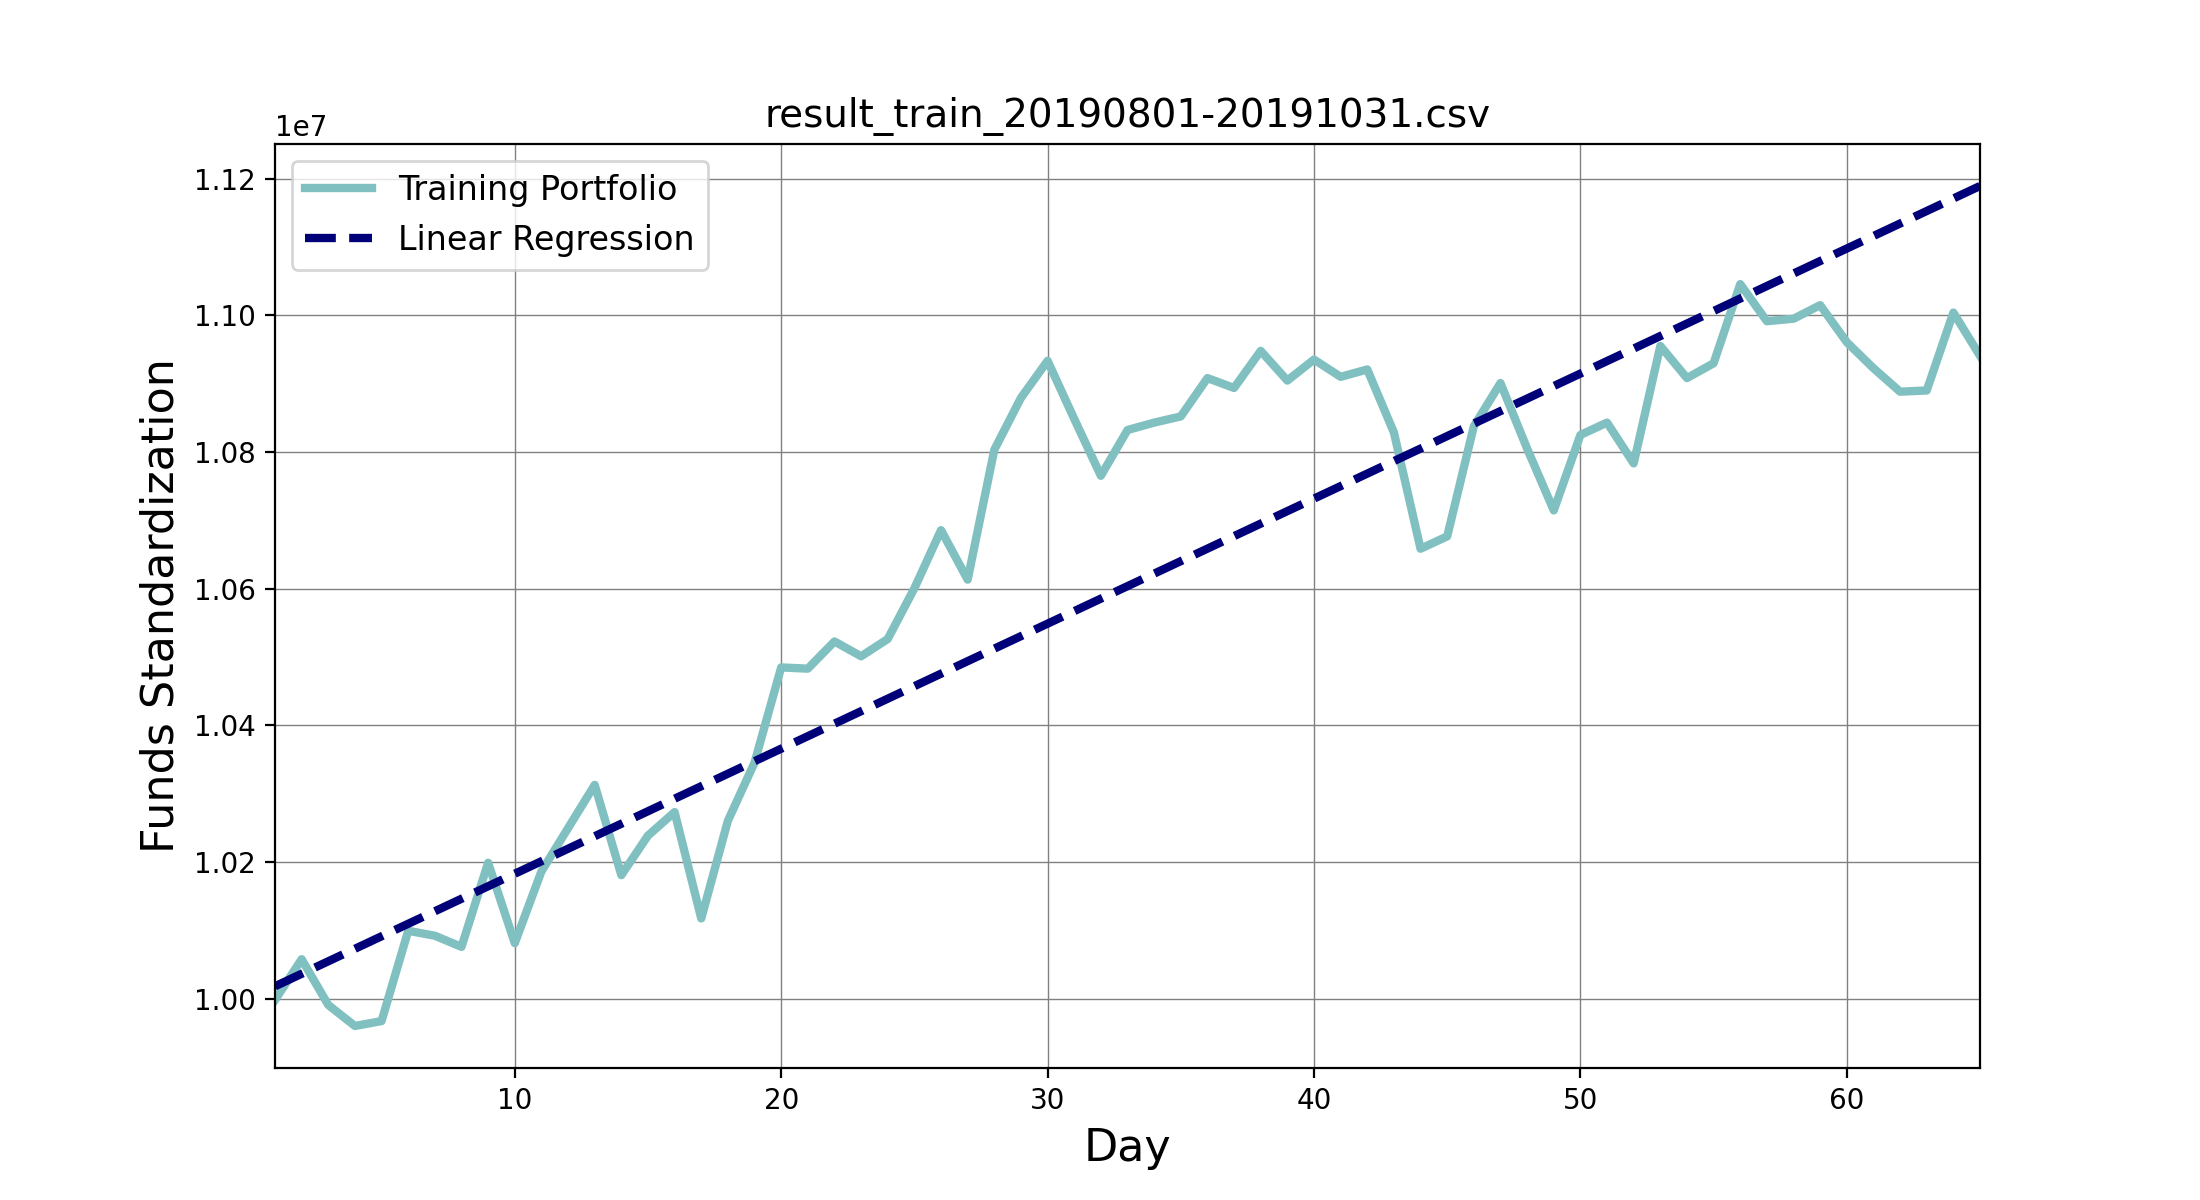 result_train_20190801-20191031.csv
1e7
Training Portfolio
Linear Regression
1.12
1.10
1.08
1.06
1.04
1.02
1.00
Funds Standardization
10 20 30 40 50 60
Day